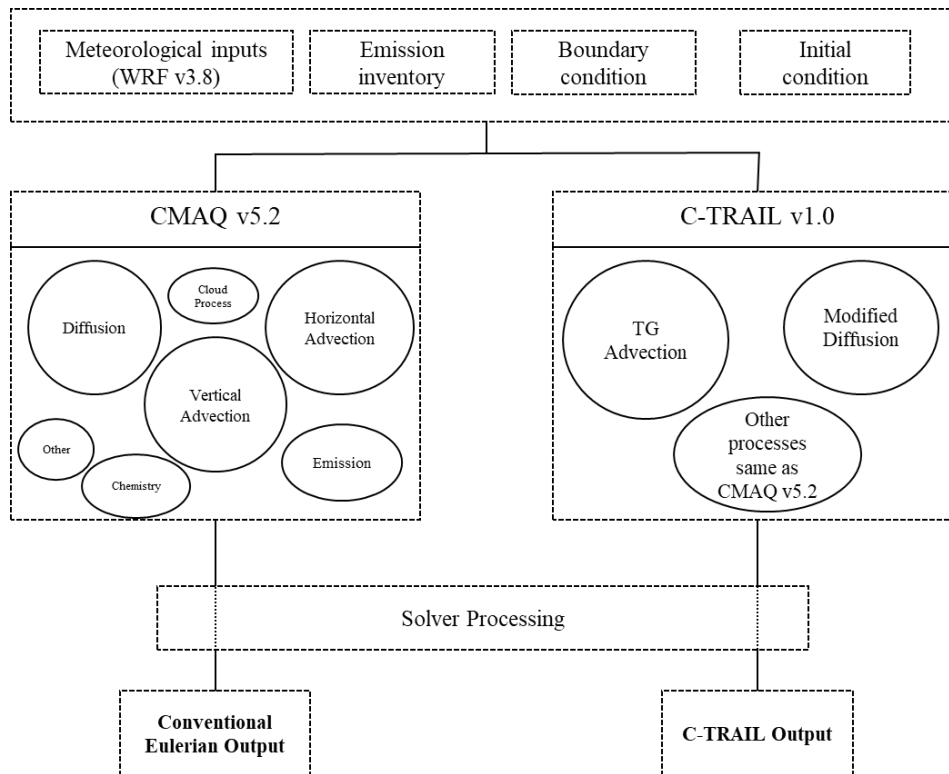 Meteorological inputs
(WRF v3.8)
Emission
inventory
Boundary
condition
Initial
condition
CMAQ v5.2
Diffusion
Cloud
Process
Horizontal
Advection
Vertical
Advection
Other
Chemistry
Emission
C-TRAIL v1.0
TG
Advection
Modified
Diffusion
Other
processes
same as
CMAQ v5.2
Solver Processing
Conventional
Eulerian Output
C-TRAIL Output